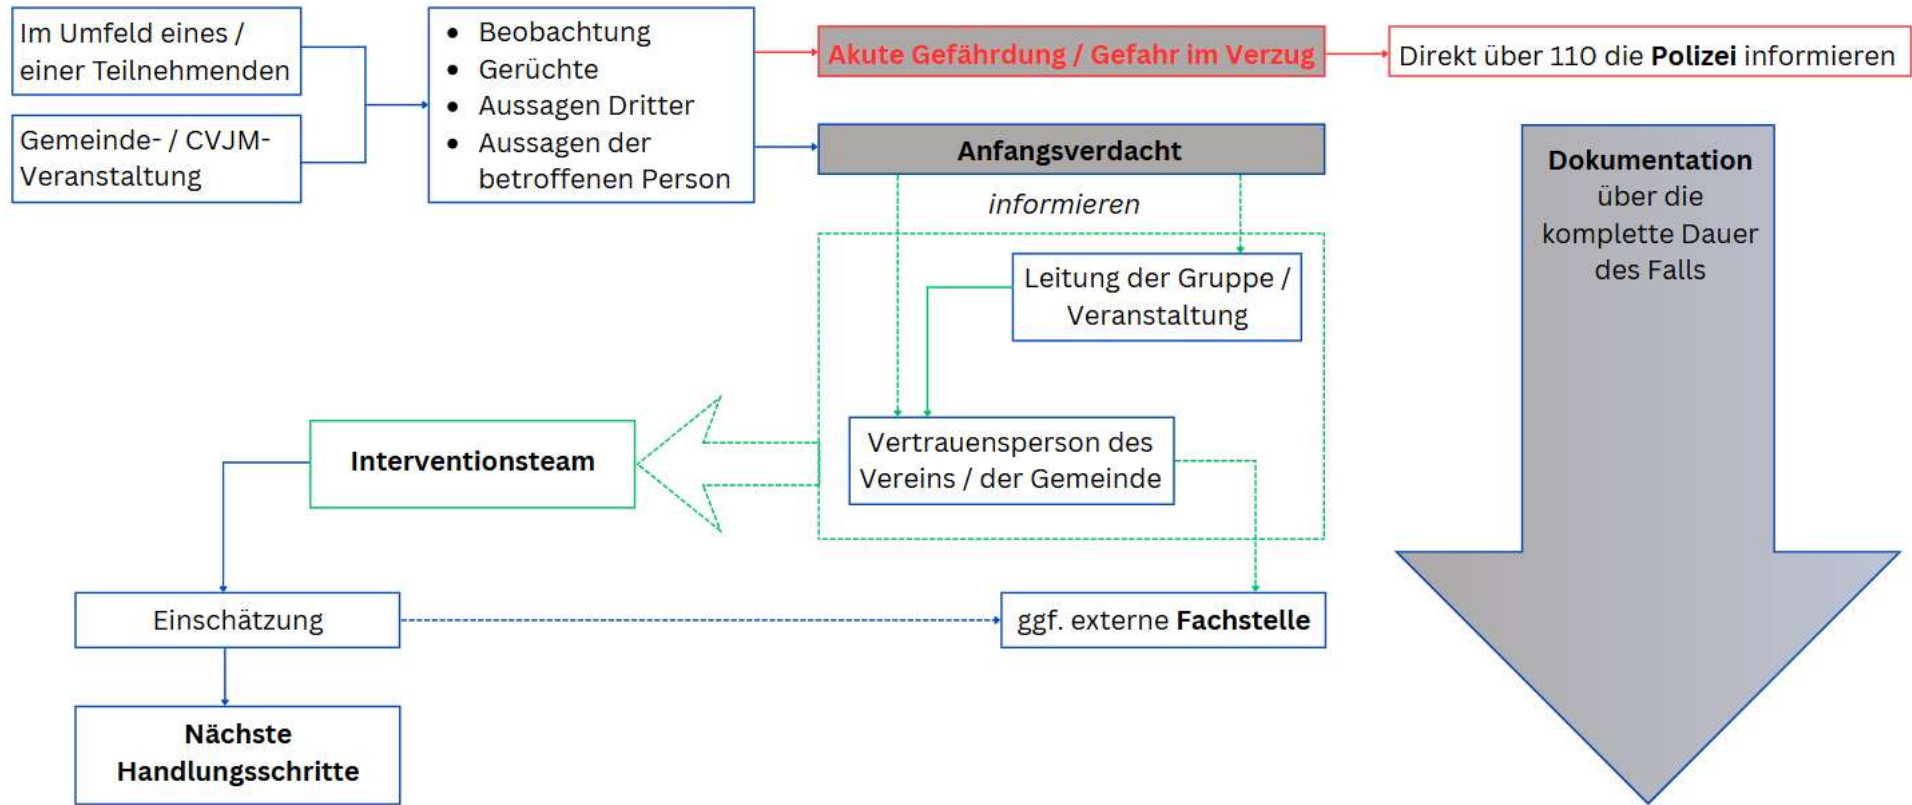 Im Umfeld eines /
einer Teilnehmenden
Gemeinde- / CVJM-
Veranstaltung
• Beobachtung
• Gerüchte
• Aussagen Dritter
• Aussagen der
betroffenen Person
Akute Gefährdung / Gefahr im Verzug
Direkt über 110 die Polizei informieren
Anfangsverdacht
informieren
Leitung der Gruppe /
Veranstaltung
Vertrauensperson des
Vereins / der Gemeinde
Interventionsteam
Einschätzung
ggf. externe Fachstelle
Nächste
Handlungsschritte
Dokumentation
über die
komplette Dauer
des Falls